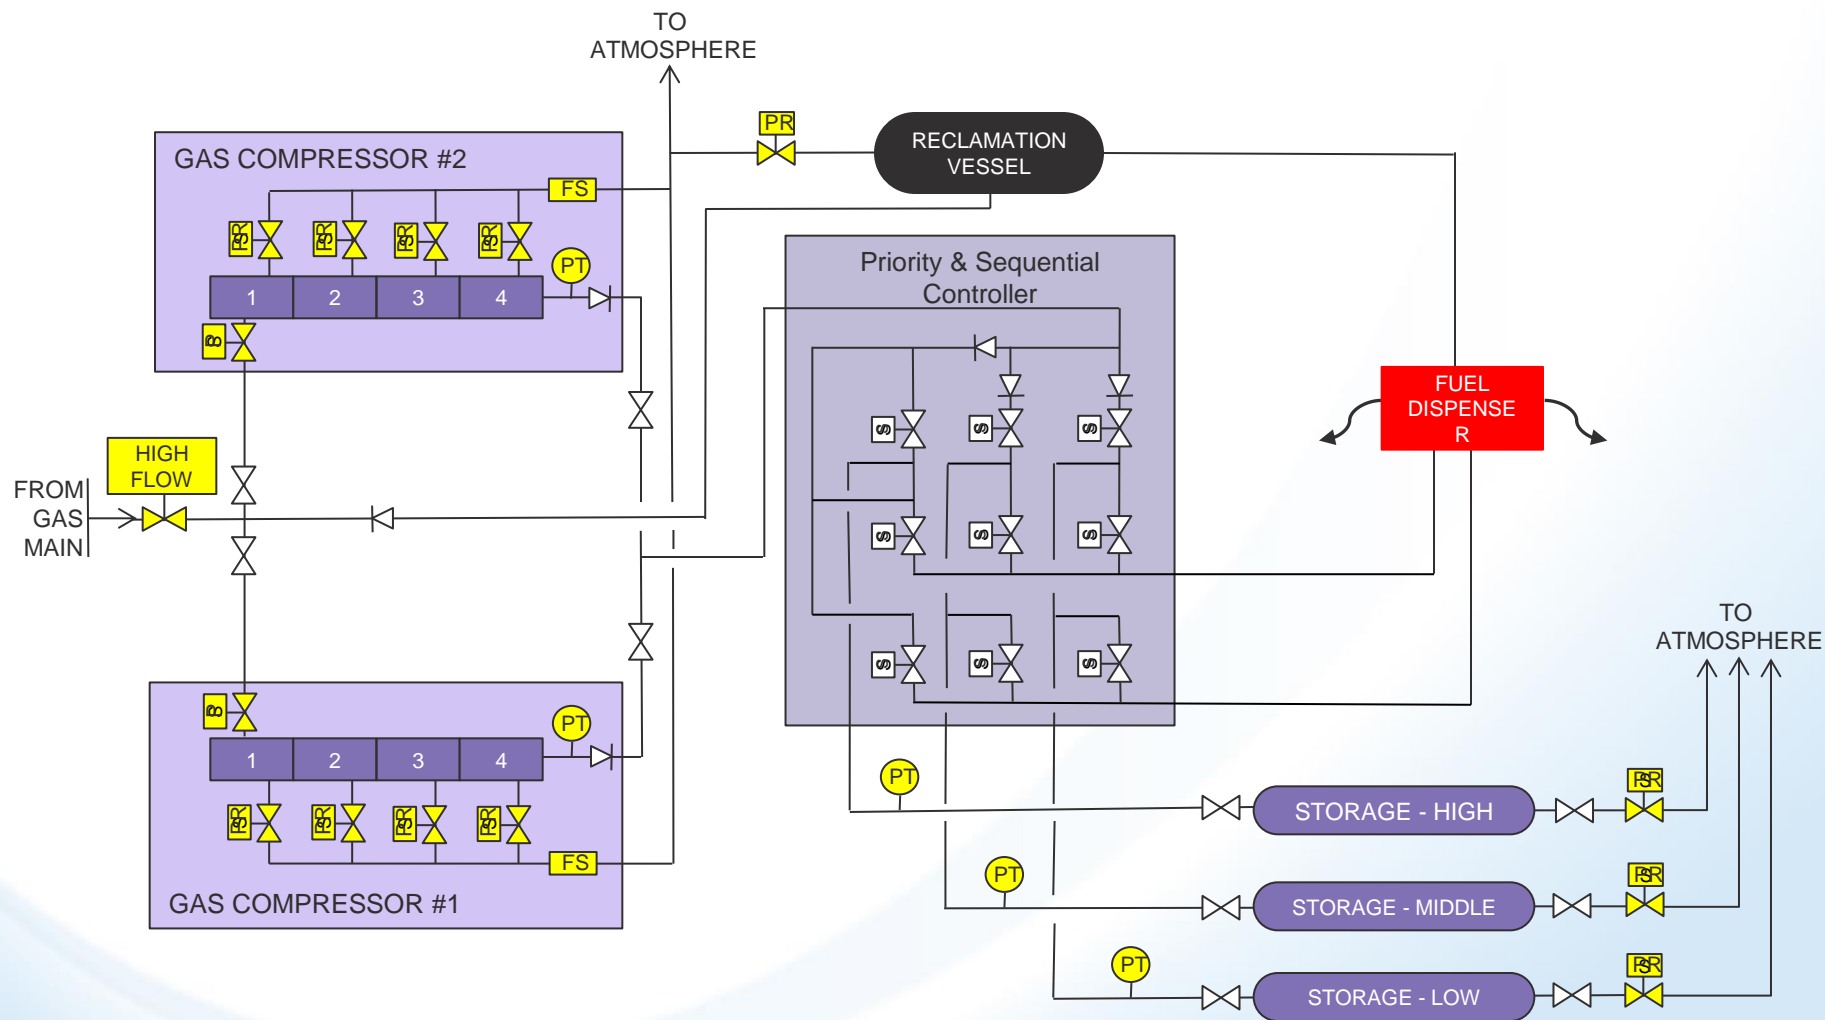 TO
ATMOSPHERE
PR
RECLAMATION
VESSEL
GAS COMPRESSOR #2
FS
PT
1
2
3
4
Priority & Sequential
Controller
FUEL
DISPENSE
R
S
S
S
HIGH
FLOW
FROM
GAS
MAIN
S
S
S
TO
ATMOSPHERE
S
S
S
PT
1
2
3
4
FS
GAS COMPRESSOR #1
PT
STORAGE - HIGH
PT
STORAGE - MIDDLE
PT
STORAGE - LOW